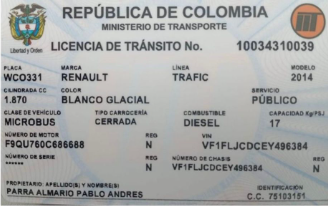 REPÚBLICA DE COLOMBIA
MINISTERIO DE TRANSPORTE
Libertad y Orden
LICENCIA DE TRÁNSITO No. 10034310039
PLACA MARCA LÍNEA MODELO
WCO331 RENAULT TRAFIC 2014
CILINDRADA CC COLOR SERVICIO
1.870 BLANCO GLACIAL PÚBLICO
CLASE DE VEHÍCULO TIPO CARROCERÍA COMBUSTIBLE CAPACIDAD Kg/PSJ
MICROBUS CERRADA DIESEL 17
NÚMERO DE MOTOR REG VIN
F9QU760C686688 N VF1FLJCDCEY496384
NÚMERO DE SERIE REG NÚMERO DE CHASIS REG
****** N VF1FLJCDCEY496384 N
PROPIETARIO: APELLIDO(S) Y NOMBRE(S) IDENTIFICACIÓN
PARRA ALMARIO PABLO ANDRES C.C. 75103151